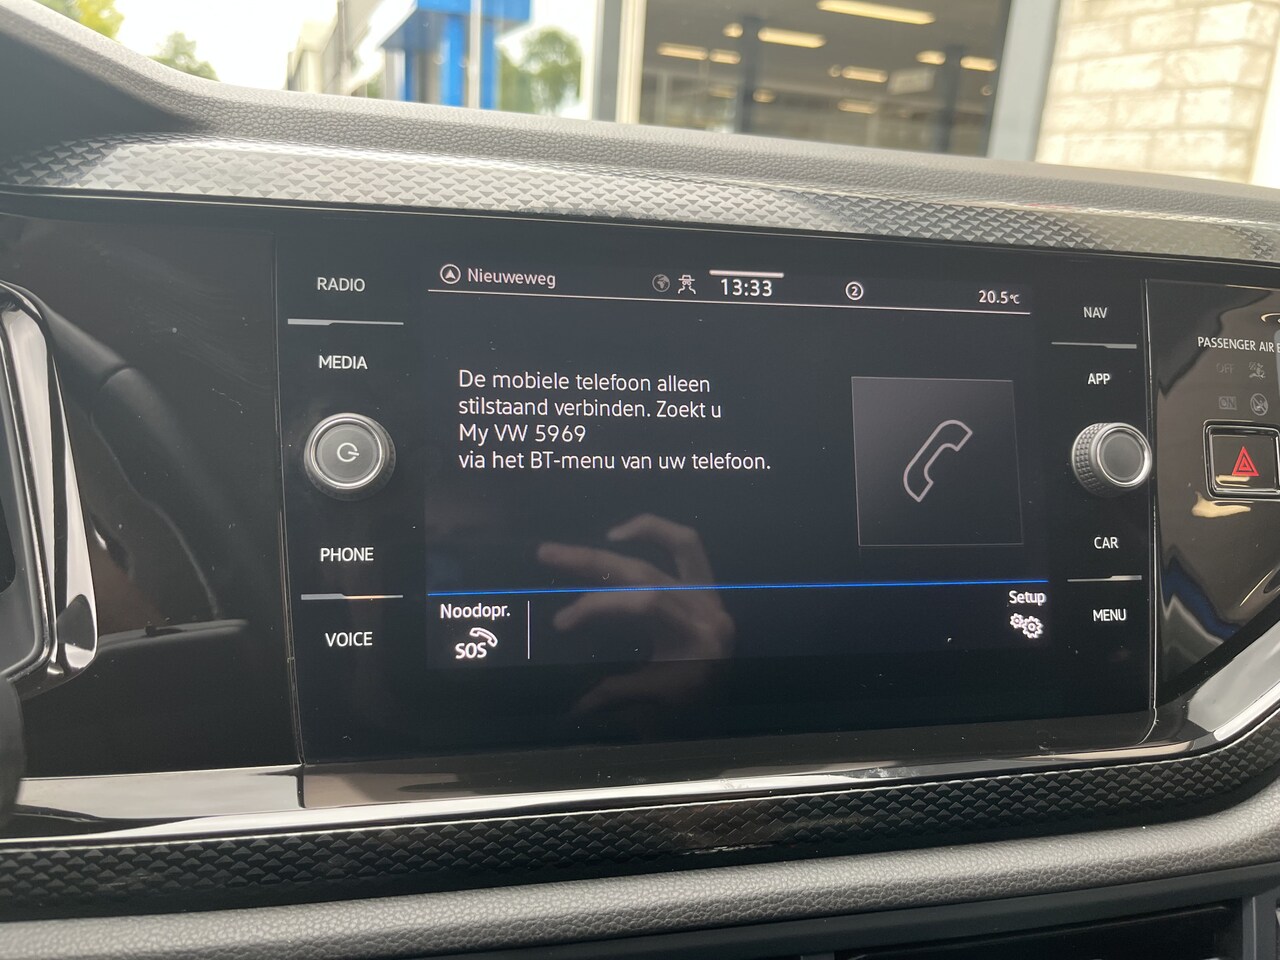 RADIO
MEDIA
PHONE
VOICE
Nieuweweg
13:33
2
20.5°C
De mobiele telefoon alleen
stilstaand verbinden. Zoekt u
My VW 5969
via het BT-menu van uw telefoon.
Noodopr.
SOS
Setup
NAV
APP
CAR
MENU
PASSENGER AIR
OFF